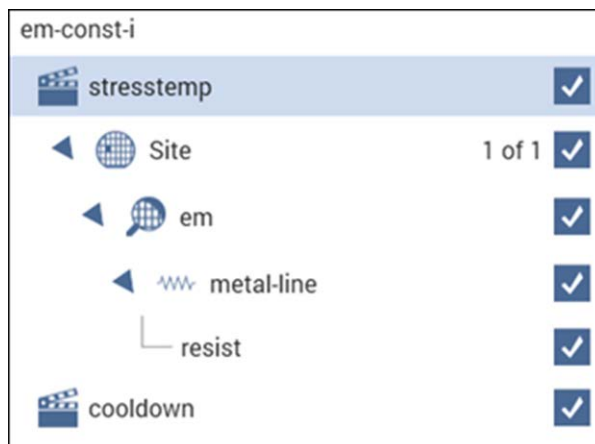 em-const-i
stresstemp
Site 1 of 1
em
metal-line
resist
cooldown